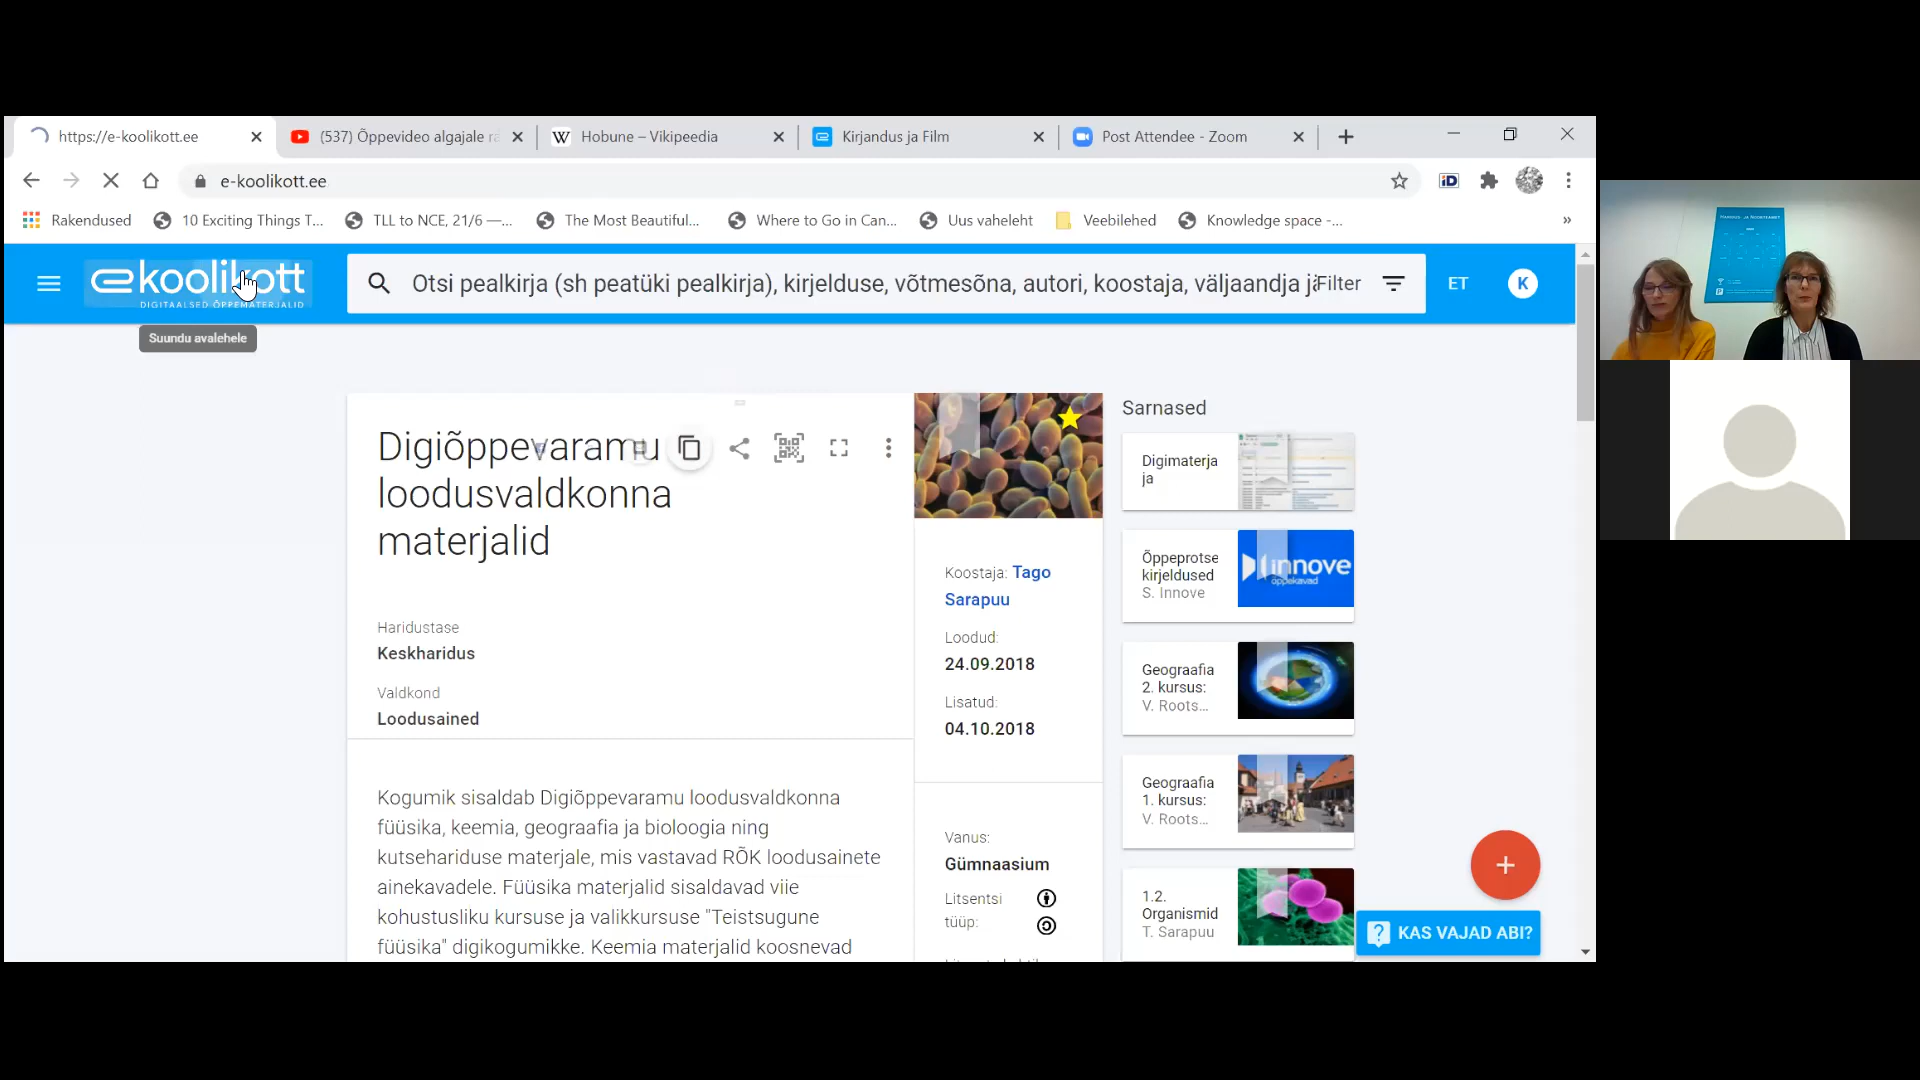 https://e-koolikott.ee
(537) Õppevideo algajale
Hobune – Vikipeedia
Kirjandus ja Film
Post Attendee - Zoom
e-koolikott.ee
iD
Rakendused
10 Exciting Things T...
TLL to NCE, 21/6 —...
The Most Beautiful...
Where to Go in Can...
Uus vaheleht
Veebilehed
Knowledge space -...
»
ekoolikott
DIGITAALSED ÕPPEMATERJALID
Otsi pealkirja (sh peatüki pealkirja), kirjelduse, võtmesõna, autori, koostaja, väljaandja jä
Filter
ET
K
Suundu avalehele
Digiõppevaramu
loodusvaldkonna
materjalid
Haridustase
Keskharidus
Valdkond
Loodusained
Kogumik sisaldab Digiõppevaramu loodusvaldkonna
füüsika, keemia, geograafia ja bioloogia ning
kutsehariduse materjale, mis vastavad RÕK loodusainete
ainekavadele. Füüsika materjalid sisaldavad viie
kohustusliku kursuse ja valikkursuse "Teistsugune
füüsika" digikogumikke. Keemia materjalid koosnevad
Koostaja: Tago
Sarapuu
Loodud:
24.09.2018
Lisatud:
04.10.2018
Vanus:
Gümnaasium
Litsentsi
tüüp:
Sarnased
Digimaterja
ja
Õppeprotse
kirjeldused
S. Innove
innove
õppekavad
Geograafia
2. kursus:
V. Roots...
Geograafia
1. kursus:
V. Roots...
1.2.
Organismid
T. Sarapuu
KAS VAJAD ABI?